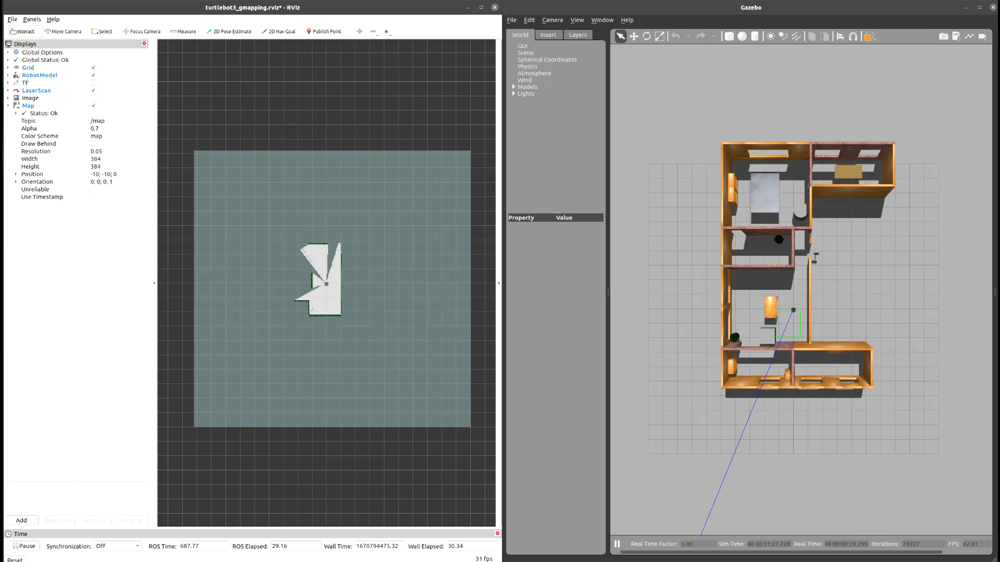 turtlebot3_gmapping.rviz* - RViz
File Panels Help
Interact Move Camera Select Focus Camera Measure 2D Pose Estimate 2D Nav Goal Publish Point
Displays
Global Options
Global Status: Ok
Grid
RobotModel
TF
LaserScan
Image
Map
Status: Ok
Topic /map
Alpha 0.7
Color Scheme map
Draw Behind
Resolution 0.05
Width 384
Height 384
Position -10; -10; 0
Orientation 0; 0; 0; 1
Unreliable
Use Timestamp
Add Duplicate Remove Rename
Time
Pause Synchronization: Off ROS Time: 687.77 ROS Elapsed: 29.16 Wall Time: 1670794475.32 Wall Elapsed: 30.34
Reset 31 fps
Gazebo
File Edit Camera View Window Help
World Insert Layers
GUI
Scene
Spherical Coordinates
Physics
Atmosphere
Wind
Models
Lights
Property Value
Real Time Factor: 1.00 Sim Time: 00 00:11:27.728 Real Time: 00 00:00:29.299 Iterations: 29227 FPS: 62.61